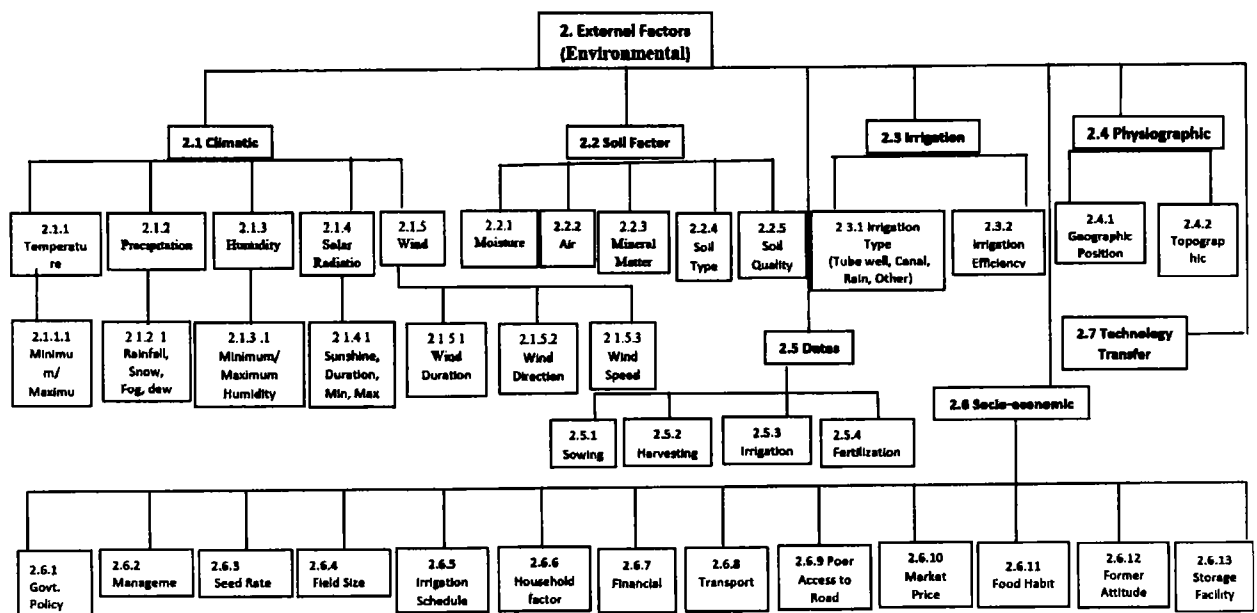 2. External Factors
(Environmental)
2.1 Climatic
2.2 Soil Factor
2.3 Irrigation
2.4 Physiographic
2.1.1
Temperatu
re
2.1.2
Precipitation
2.1.3
Humidity
2.1.4
Solar
Radiatio
2.1.5
Wind
2.2.1
Moisture
2.2.2
Air
2.2.3
Mineral
Matter
2.2.4
Soil
Type
2.2.5
Soil
Quality
2 3.1 Irrigation
Type
(Tube well, Canal,
Rain, Other)
2.3.2
Irrigation
Efficiency
2.4.1
Geographic
Position
2.4.2
Topograp
hic
2.1.1.1
Minimu
m/
Maximu
2.1.2 1
Rainfall,
Snow,
Fog, dew
2.1.3 .1
Minimum/
Maximum
Humidity
2 1.4 1
Sunshine,
Duration,
Min, Max
2 1 5 1
Wind
Duration
2.1.5.2
Wind
Direction
2 1.5.3
Wind
Speed
2.5 Dates
2.7 Technology
Transfer
2.6 Socio-economic
2.5.1
Sowing
2.5.2
Harvesting
2.5.3
Irrigation
2.5.4
Fertilization
2.6.1
Govt.
Policy
2.6.2
Manageme
2.6.3
Seed Rate
2.6.4
Field Size
2.6.5
Irrigation
Schedule
2.6.6
Household
factor
2.6.7
Financial
2.6.8
Transport
2.6.9 Poor
Access to
Road
2.6.10
Market
Price
2.6.11
Food Habit
2.6.12
Former
Attitude
2.6.13
Storage
Facility